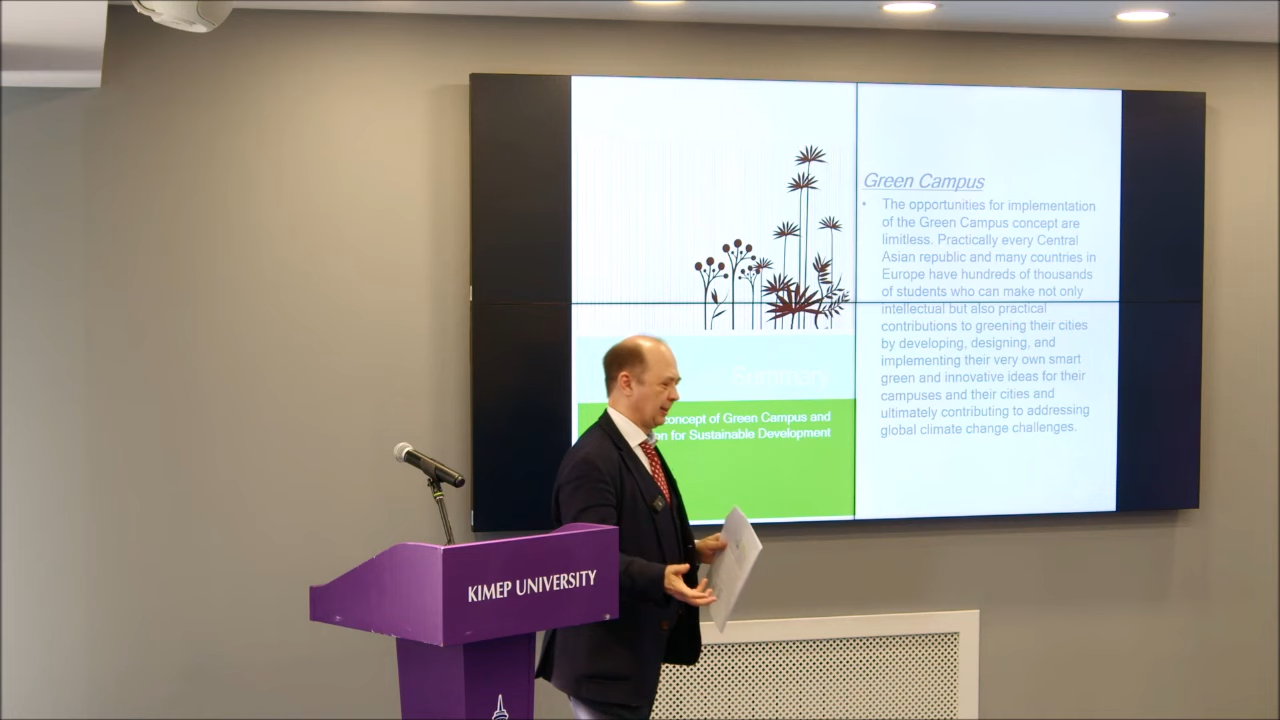 Summary
concept of Green Campus and
on for Sustainable Development
Green Campus
• The opportunities for implementation
of the Green Campus concept are
limitless. Practically every Central
Asian republic and many countries in
Europe have hundreds of thousands
of students who can make not only
intellectual but also practical
contributions to greening their cities
by developing, designing, and
implementing their very own smart
green and innovative ideas for their
campuses and their cities and
ultimately contributing to addressing
global climate change challenges.
KIMEP UNIVERSITY